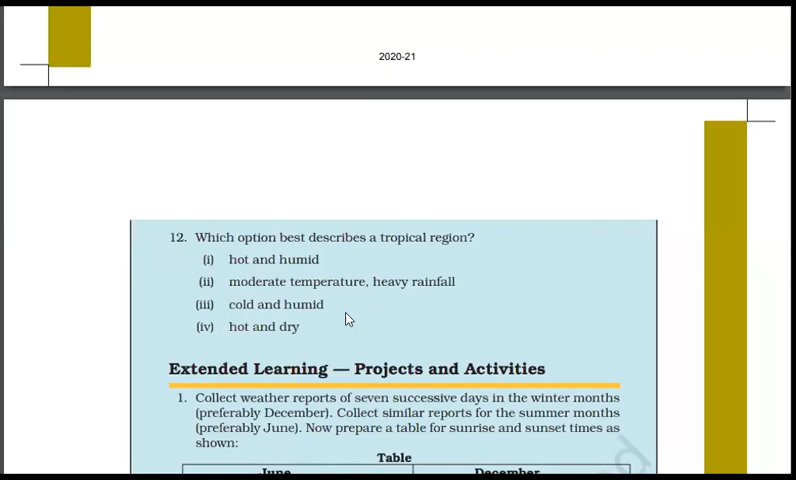 2020-21
12. Which option best describes a tropical region?
(i) hot and humid
(ii) moderate temperature, heavy rainfall
(iii) cold and humid
(iv) hot and dry
Extended Learning — Projects and Activities
1. Collect weather reports of seven successive days in the winter months
(preferably December). Collect similar reports for the summer months
(preferably June). Now prepare a table for sunrise and sunset times as
shown:
Table
June December